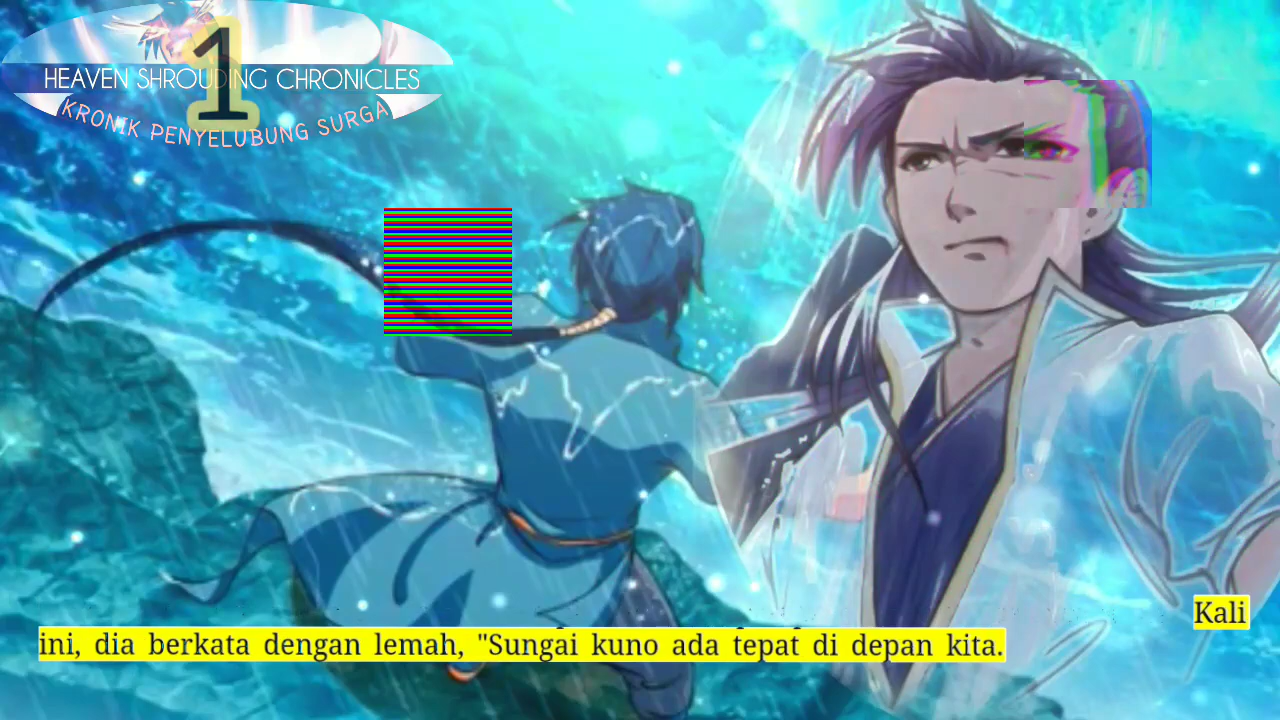 1
HEAVEN SHROUDING CHRONICLES
KRONIK PENYELUBUNG SURGA
Kali
ini, dia berkata dengan lemah, "Sungai kuno ada tepat di depan kita.